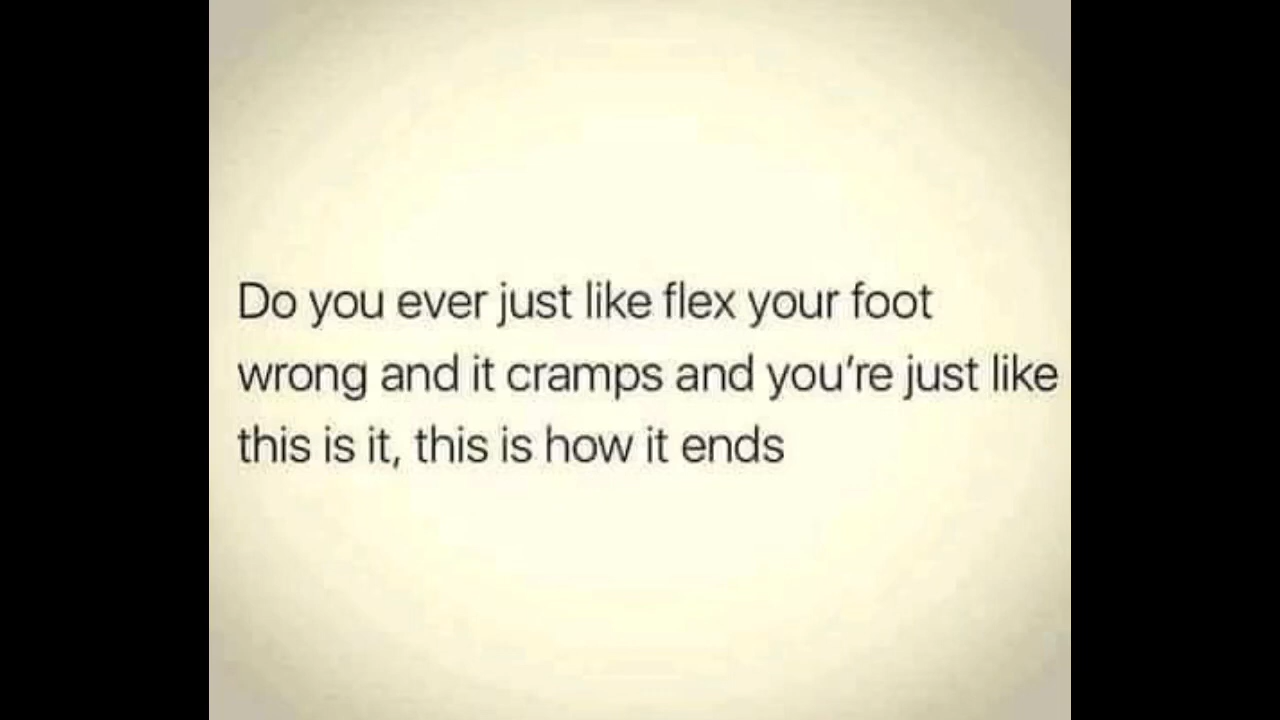 Do you ever just like flex your foot
wrong and it cramps and you’re just like
this is it, this is how it ends